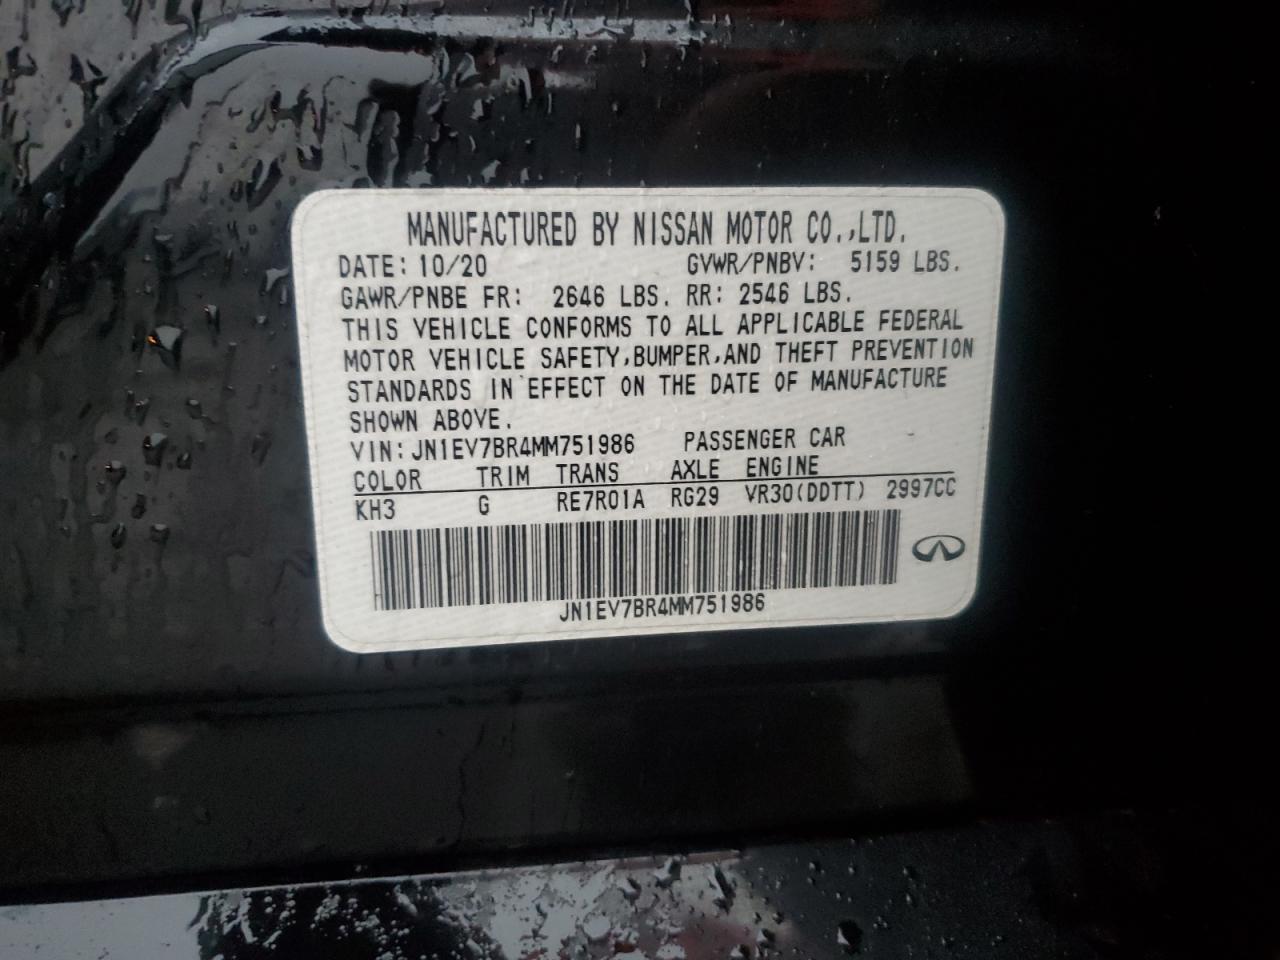 MANUFACTURED BY NISSAN MOTOR CO.,LTD.
DATE: 10/20 GVWR/PNBV: 5159 LBS.
GAWR/PNBE FR: 2646 LBS. RR: 2546 LBS.
THIS VEHICLE CONFORMS TO ALL APPLICABLE FEDERAL
MOTOR VEHICLE SAFETY,BUMPER,AND THEFT PREVENTION
STANDARDS IN EFFECT ON THE DATE OF MANUFACTURE
SHOWN ABOVE.
VIN: JN1EV7BR4MM751986 PASSENGER CAR
COLOR TRIM TRANS AXLE ENGINE
KH3 G RE7R01A RG29 VR30(DDTT) 2997CC
JN1EV7BR4MM751986